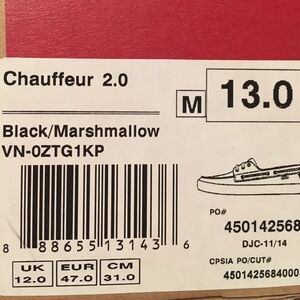 Chauffeur 2.0
M 13.0
Black/Marshmallow
VN-0ZTG1KP
PO#
450142568
DJC-11/14
8 88655 13143 6
CPSIA PO/CUT#
4501425684000
UK EUR CM
12.0 47.0 31.0